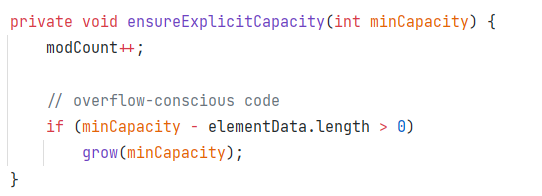 private void ensureExplicitCapacity(int minCapacity) {
    modCount++;

    // overflow-conscious code
    if (minCapacity - elementData.length > 0)
        grow(minCapacity);
}